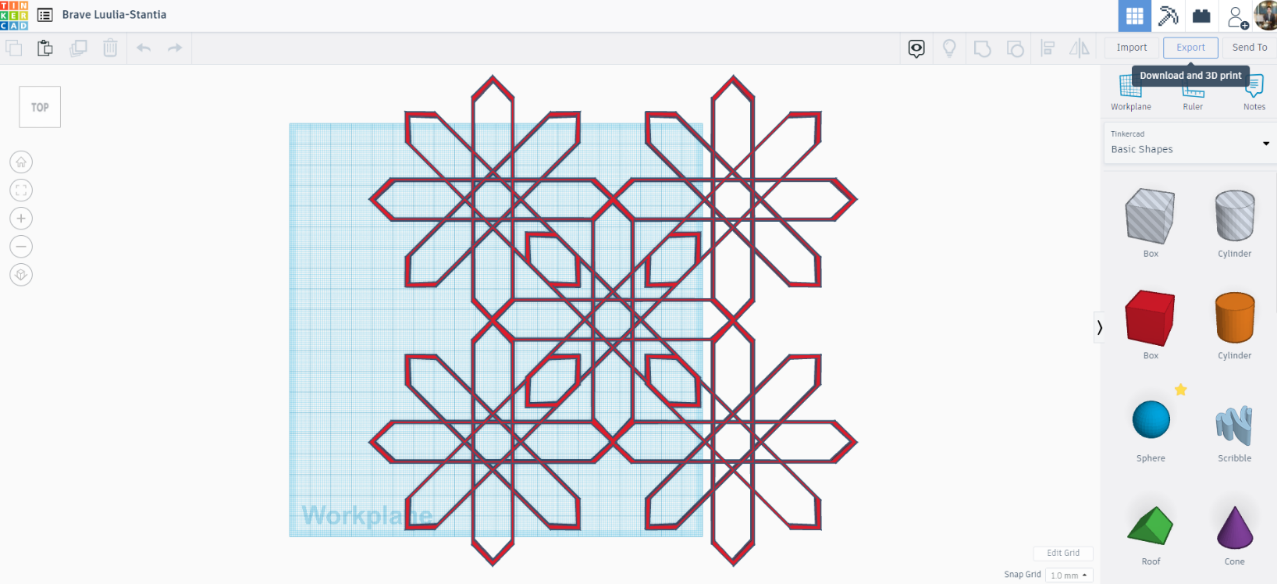 TIN
KER
CAD
Brave Luulia-Stantia
Import
Export
Send To
Download and 3D print
TOP
Workplane
Ruler
Notes
Tinkercad
Basic Shapes
Box
Cylinder
Box
Cylinder
Sphere
Scribble
Roof
Cone
Workplane
Edit Grid
Snap Grid
1.0 mm